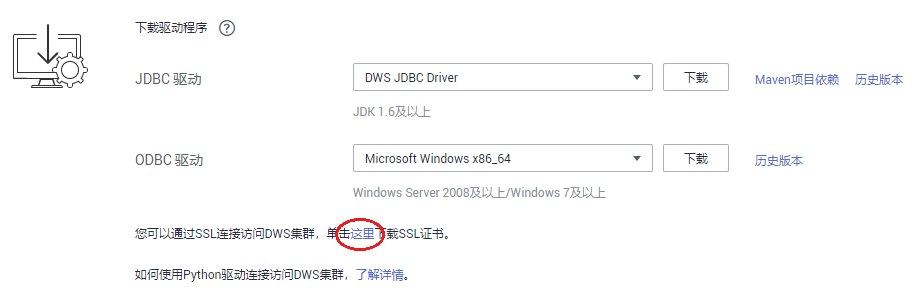 下载驱动程序 ?
JDBC 驱动 DWS JDBC Driver 下载 Maven项目依赖 历史版本
JDK 1.6及以上
ODBC 驱动 Microsoft Windows x86_64 下载 历史版本
Windows Server 2008及以上/Windows 7及以上
您可以通过SSL连接访问DWS集群，单击这里下载SSL证书。
如何使用Python驱动连接访问DWS集群，了解详情。